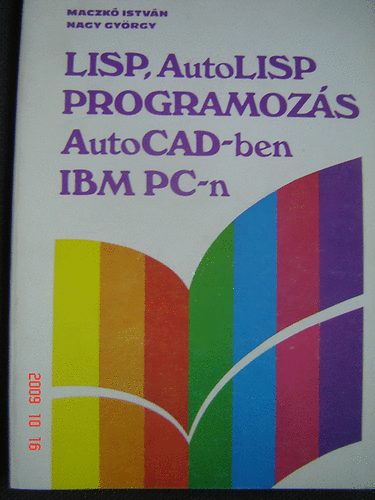 MACZKÓ ISTVÁN
NAGY GYÖRGY
LISP, AutoLISP
PROGRAMOZÁS
AutoCAD-ben
IBM PC-n
2009 10 16